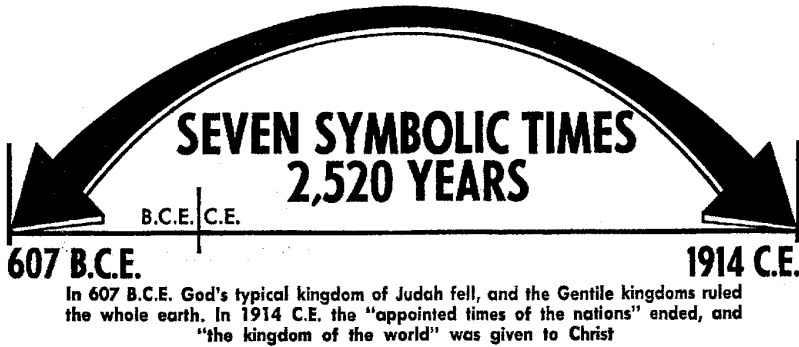 SEVEN SYMBOLIC TIMES
2,520 YEARS
B.C.E. C.E.
607 B.C.E. 1914 C.E.
In 607 B.C.E. God's typical kingdom of Judah fell, and the Gentile kingdoms ruled
the whole earth. In 1914 C.E. the "appointed times of the nations" ended, and
"the kingdom of the world" was given to Christ